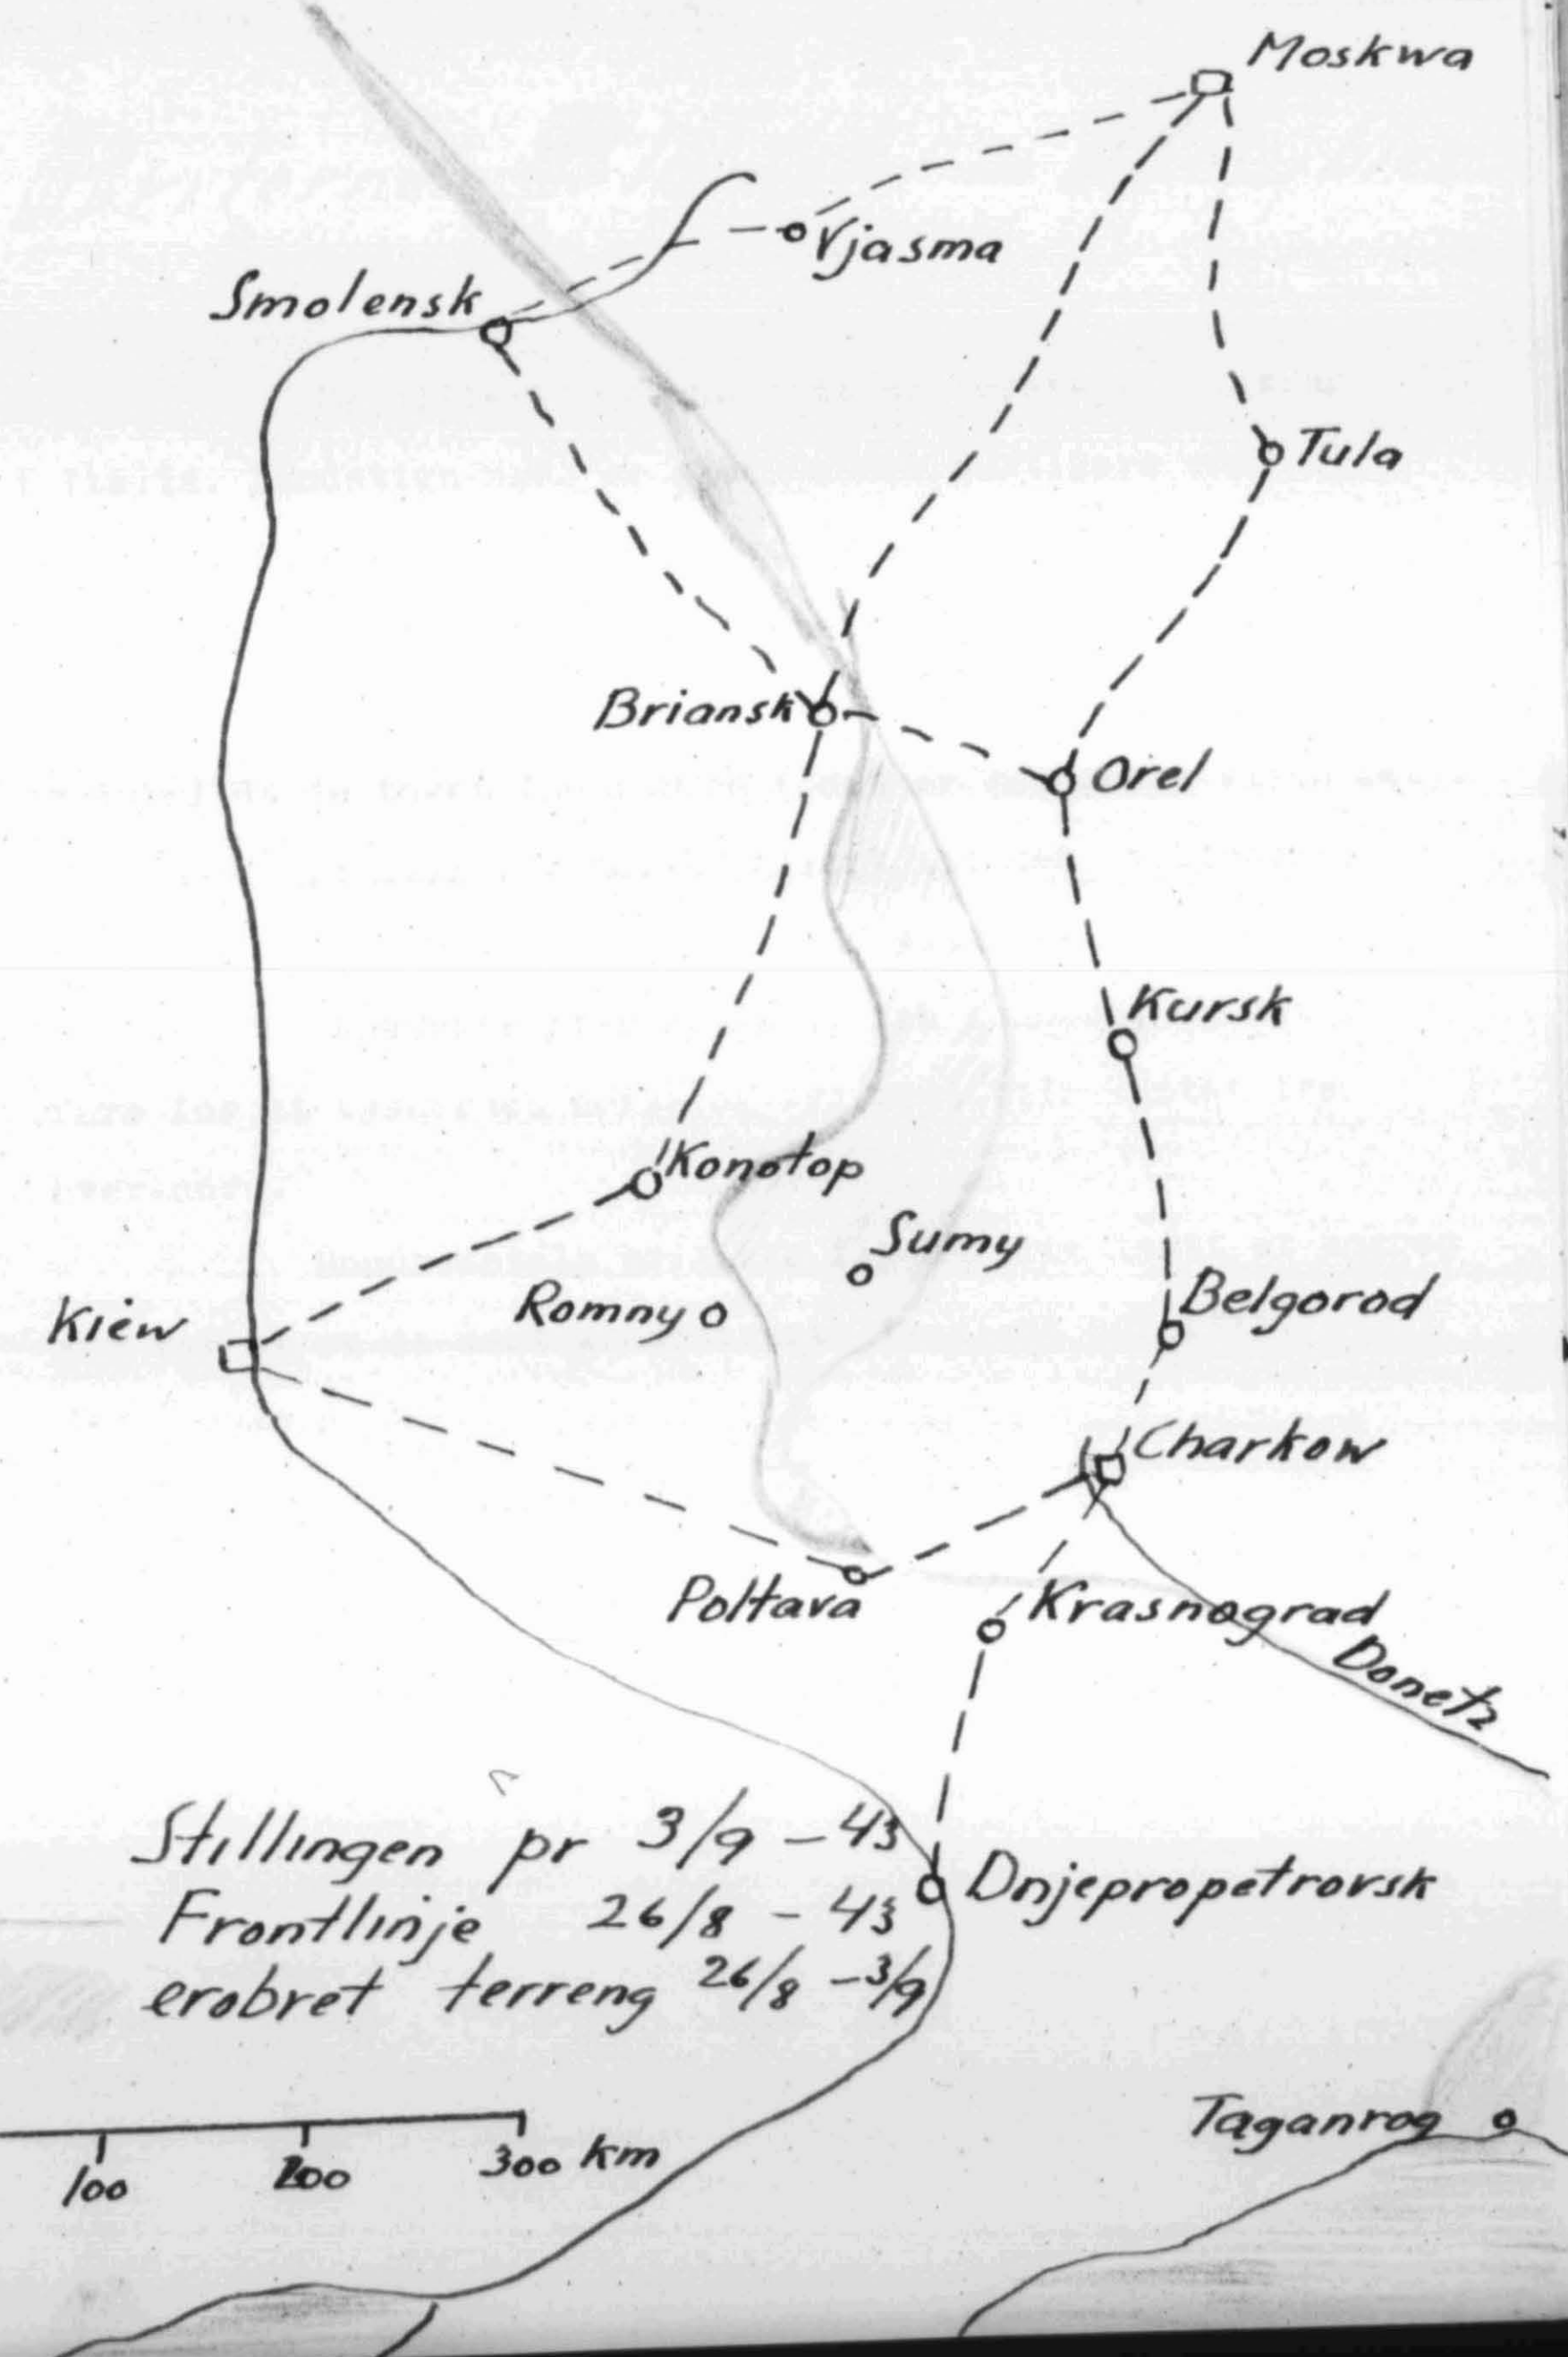 Moskwa
Vjasma
Smolensk
Tula
Briansk
Orel
Kursk
Konotop
Sumy
Romny
Belgorod
Kiew
Charkow
Poltava
Krasnograd
Donetz
Stillingen pr 3/9 - 43
Frontlinje 26/8 - 43
erobret terreng 26/8 - 3/9
Dnjepropetrovsk
Taganrog
100 200 300 km